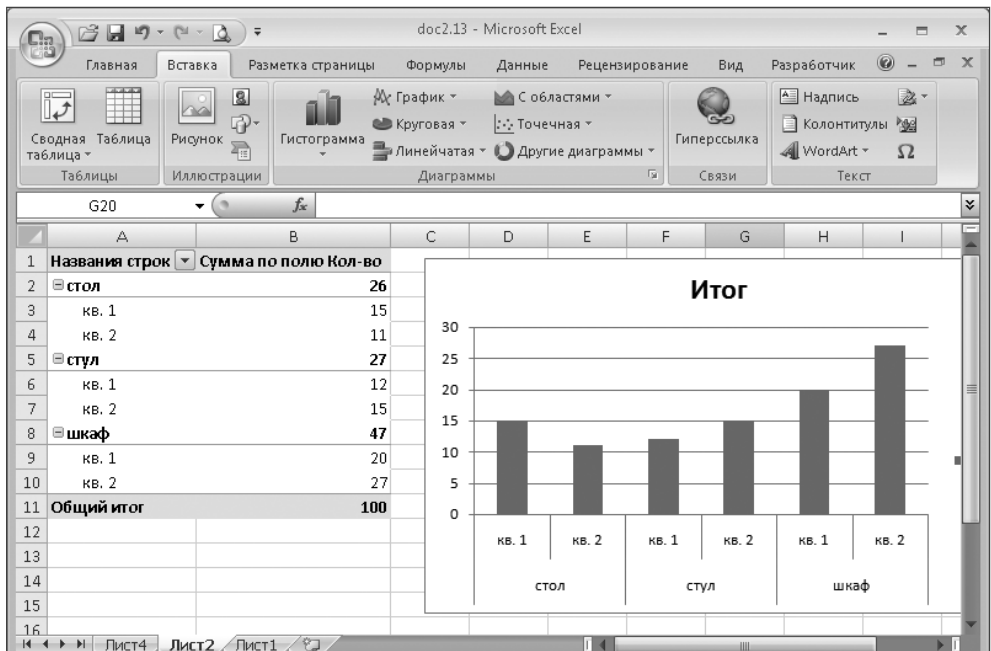 doc2.13 - Microsoft Excel
Главная Вставка Разметка страницы Формулы Данные Рецензирование Вид Разработчик
Сводная таблица Таблица Рисунок Гистограмма График С областями Гиперссылка Надпись
Круговая Точечная Колонтитулы
Линейчатая Другие диаграммы WordArt Ω
Таблицы Иллюстрации Диаграммы Связи Текст
G20 fx
A B C D E F G H I
1 Названия строк Сумма по полю Кол-во
2 стол 26
3 кв. 1 15
4 кв. 2 11
5 стул 27
6 кв. 1 12
7 кв. 2 15
8 шкаф 47
9 кв. 1 20
10 кв. 2 27
11 Общий итог 100
12
13
14
15
16
Итог
30
25
20
15
10
5
0
кв. 1 кв. 2 кв. 1 кв. 2 кв. 1 кв. 2
стол стул шкаф
Лист4 Лист2 Лист1